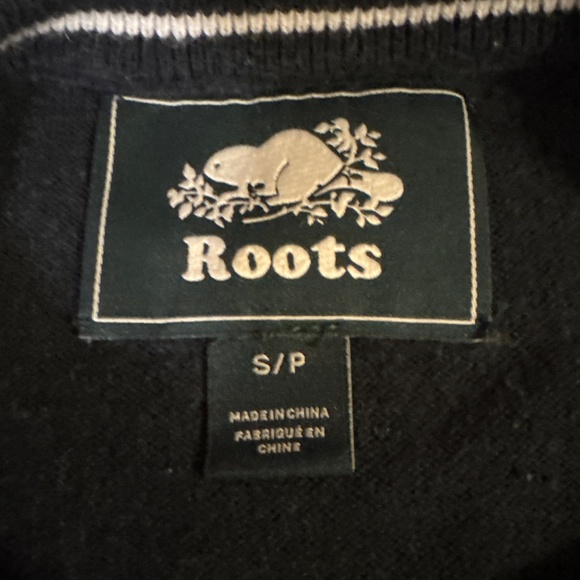 Roots
S/P
MADE IN CHINA
FABRIQUÉ EN
CHINE